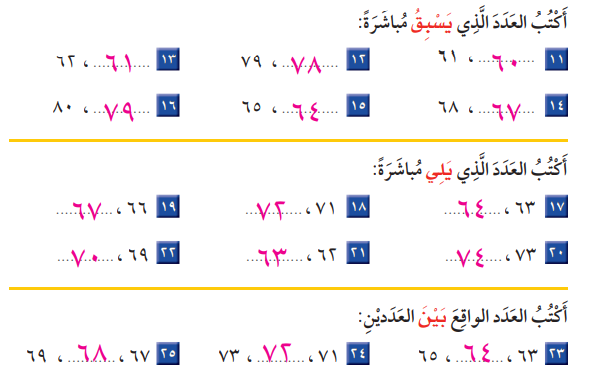 أَكْتُبُ العَدَدَ الَّذِي يَسْبِقُ مُباشَرَةً:
١١ ٦٠ ، ٦١ ١٢ ٧٨ ، ٧٩ ١٣ ٦١ ، ٦٢
١٤ ٦٧ ، ٦٨ ١٥ ٦٤ ، ٦٥ ١٦ ٧٩ ، ٨٠
أَكْتُبُ العَدَدَ الَّذِي يَلِي مُباشَرَةً:
١٧ ٦٣ ، ٦٤ ١٨ ٧١ ، ٧٢ ١٩ ٦٦ ، ٦٧
٢٠ ٧٣ ، ٧٤ ٢١ ٦٢ ، ٦٣ ٢٢ ٦٩ ، ٧٠
أَكْتُبُ العَدَد الواقِعَ بَيْنَ العَدَديْنِ:
٢٣ ٦٣ ، ٦٤ ، ٦٥ ٢٤ ٧١ ، ٧٢ ، ٧٣ ٢٥ ٦٧ ، ٦٨ ، ٦٩